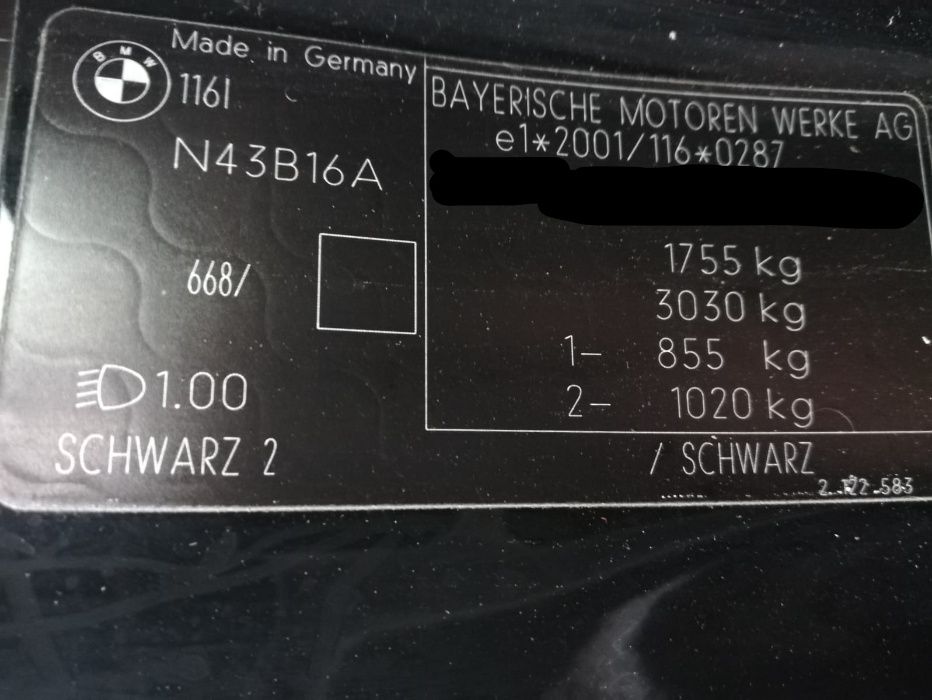 BMW
Made in Germany
116I
N43B16A
668/
1.00
SCHWARZ 2
BAYERISCHE MOTOREN WERKE AG
e1*2001/116*0287
1755 kg
3030 kg
1- 855 kg
2- 1020 kg
/ SCHWARZ